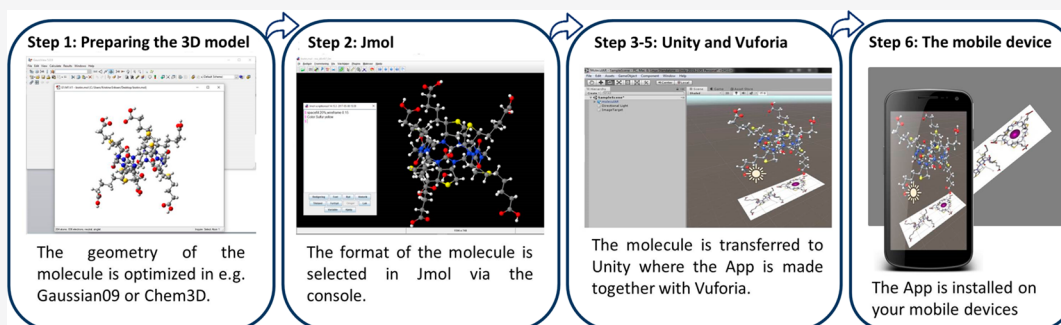 Step 1: Preparing the 3D model
The geometry of the
molecule is optimized in e.g.
Gaussian09 or Chem3D.
Step 2: Jmol
The format of the molecule is
selected in Jmol via the
console.
Step 3-5: Unity and Vuforia
The molecule is transferred to
Unity where the App is made
together with Vuforia.
Step 6: The mobile device
The App is installed on
your mobile devices